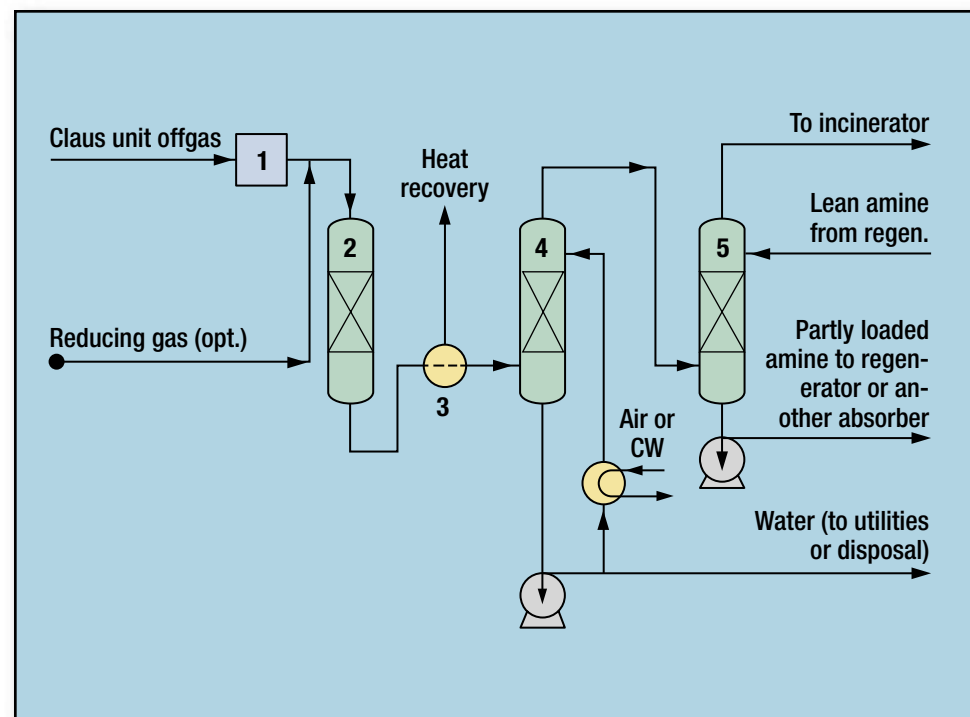 Claus unit offgas
1
Heat
recovery
To incinerator
Lean amine
from regen.
2
4
5
Reducing gas (opt.)
3
Partly loaded
amine to regen-
erator or an-
other absorber
Air or
CW
Water (to utilities
or disposal)